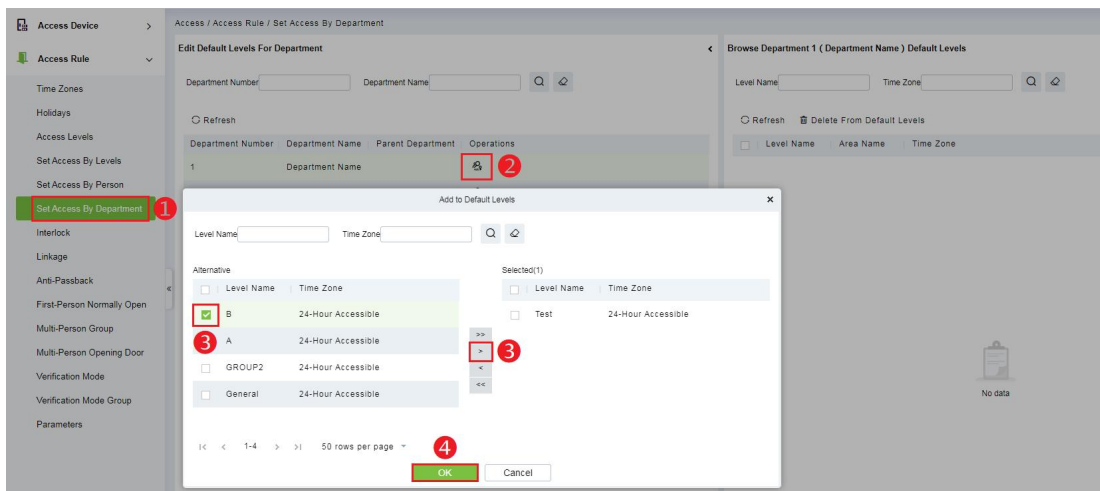 Access Device
Access Rule
Time Zones
Holidays
Access Levels
Set Access By Levels
Set Access By Person
Set Access By Department
1
Interlock
Linkage
Anti-Passback
First-Person Normally Open
Multi-Person Group
Multi-Person Opening Door
Verification Mode
Verification Mode Group
Parameters
Access / Access Rule / Set Access By Department
Edit Default Levels For Department
Department Number Department Name
Refresh
Department Number Department Name Parent Department Operations
1 Department Name 2
Browse Department 1 ( Department Name ) Default Levels
Level Name Time Zone
Refresh Delete From Default Levels
Level Name Area Name Time Zone
No data
Add to Default Levels
Level Name Time Zone
Alternative
Level Name Time Zone
B 24-Hour Accessible
3 A 24-Hour Accessible
GROUP2 24-Hour Accessible
General 24-Hour Accessible
>>
> 3
<
<<
Selected(1)
Level Name Time Zone
Test 24-Hour Accessible
|< < 1-4 > >| 50 rows per page
4
OK Cancel